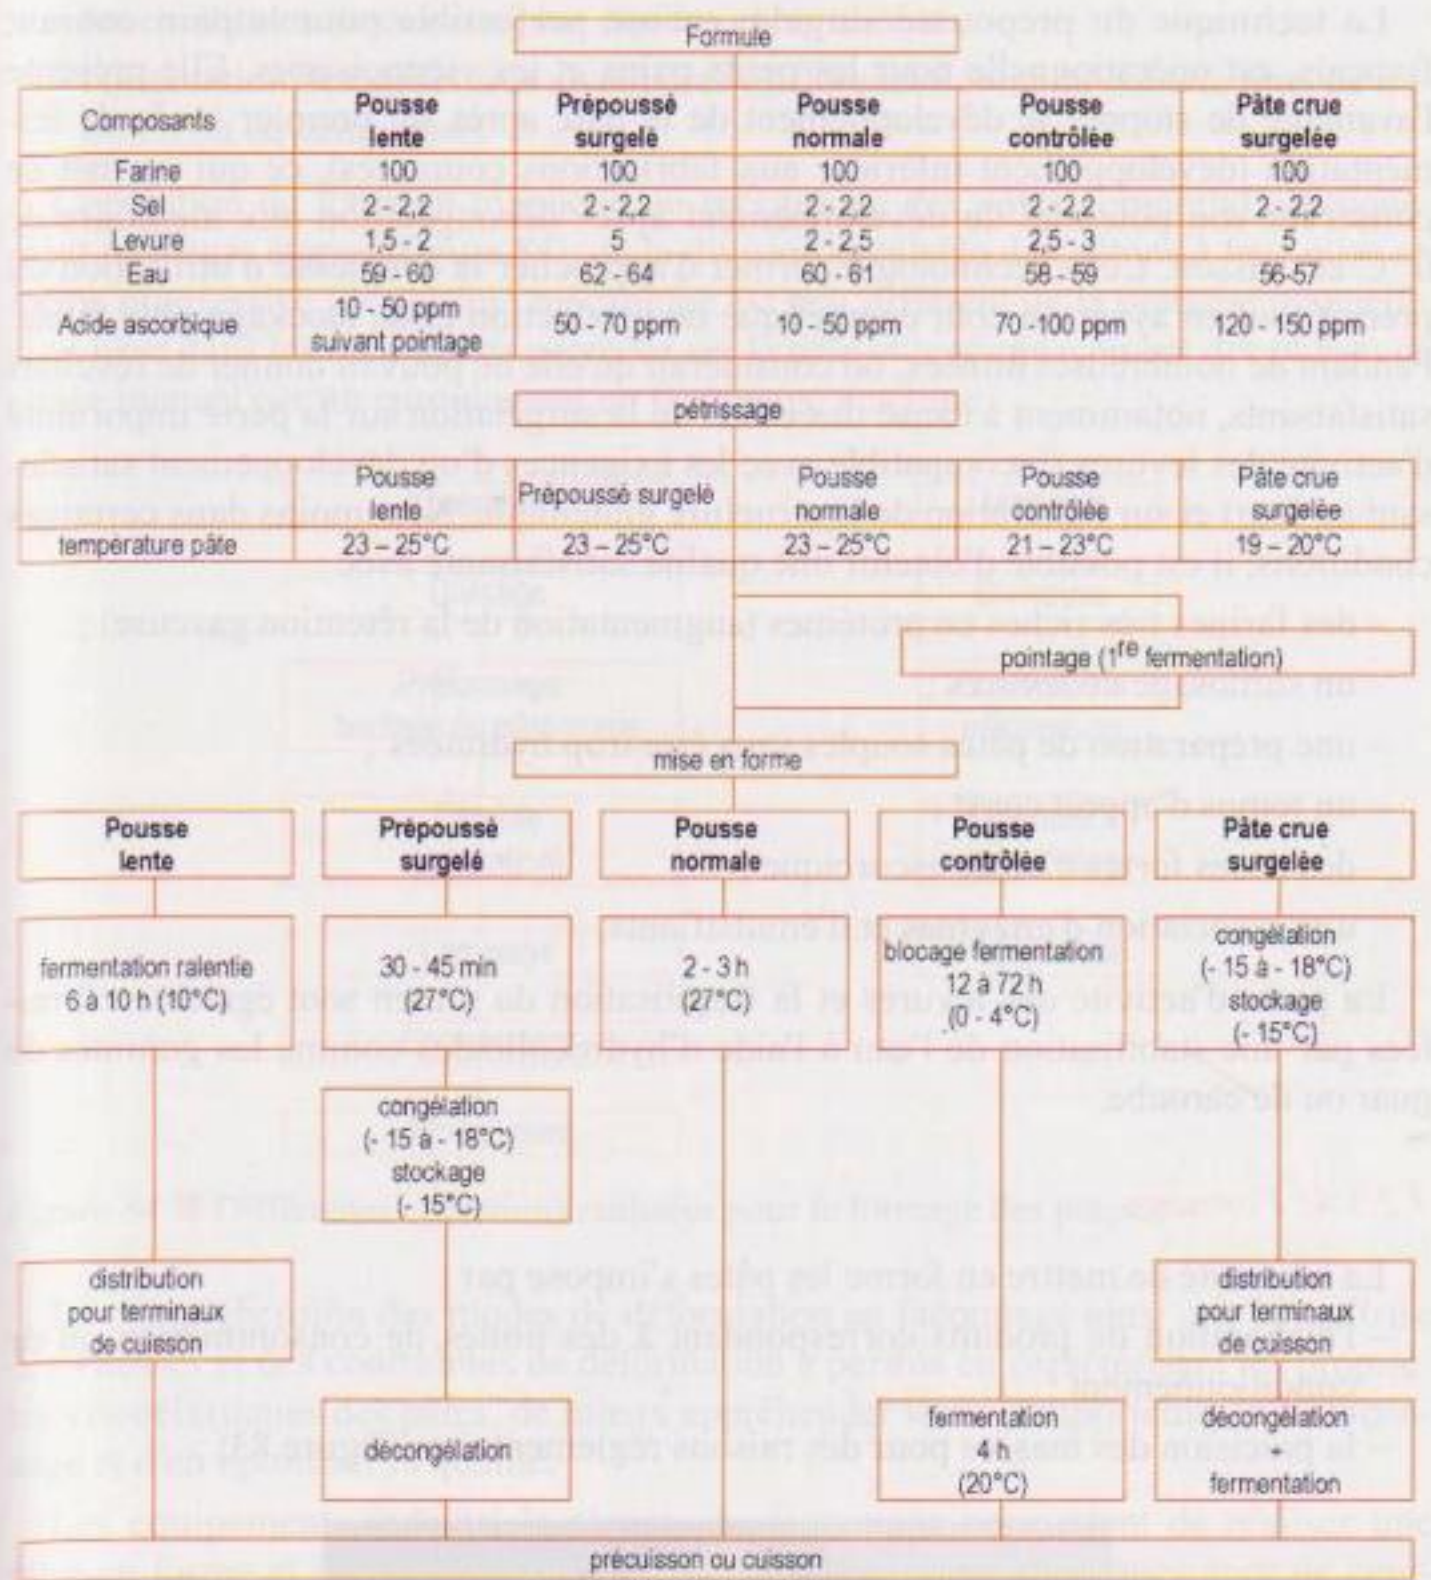 Formule
Composants Pousse lente Prépoussé surgelé Pousse normale Pousse contrôlée Pâte crue surgelée
Farine 100 100 100 100 100
Sel 2 - 2,2 2 - 2,2 2 - 2,2 2 - 2,2 2 - 2,2
Levure 1,5 - 2 5 2 - 2,5 2,5 - 3 5
Eau 59 - 60 62 - 64 60 - 61 58 - 59 56-57
Acide ascorbique 10 - 50 ppm suivant pointage 50 - 70 ppm 10 - 50 ppm 70 -100 ppm 120 - 150 ppm
pétrissage
Pousse lente Prépoussé surgelé Pousse normale Pousse contrôlée Pâte crue surgelée
température pâte 23 – 25°C 23 – 25°C 23 – 25°C 21 – 23°C 19 – 20°C
pointage (1re fermentation)
mise en forme
Pousse lente
Prépoussé surgelé
Pousse normale
Pousse contrôlée
Pâte crue surgelée
fermentation ralentie
6 à 10 h (10°C)
30 - 45 min
(27°C)
2 - 3 h
(27°C)
blocage fermentation
12 à 72 h
(0 - 4°C)
congélation
(- 15 à - 18°C)
stockage
(- 15°C)
congélation
(- 15 à - 18°C)
stockage
(- 15°C)
distribution
pour terminaux
de cuisson
distribution
pour terminaux
de cuisson
décongélation
fermentation
4 h
(20°C)
décongélation
+
fermentation
précuisson ou cuisson